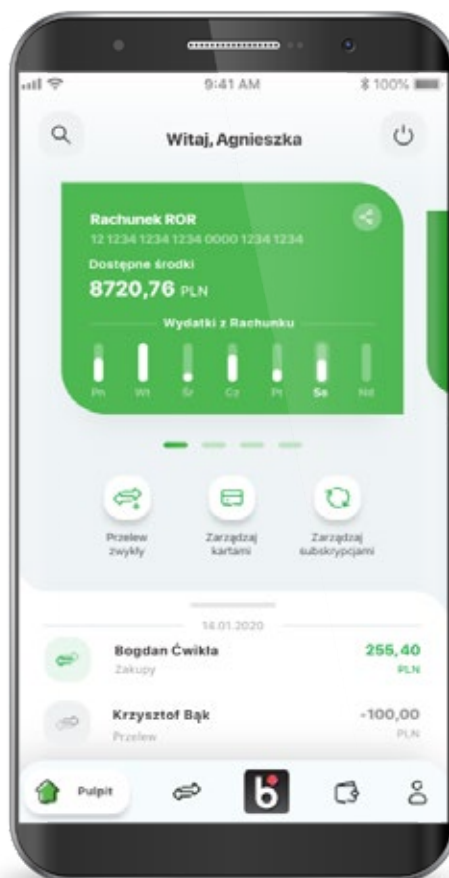 9:41 AM 100%
Witaj, Agnieszka
Rachunek ROR
12 1234 1234 1234 0000 1234 1234
Dostępne środki
8720,76 PLN
Wydatki z Rachunku
Pn Wt Śr Cz Pt So Nd
Przelew Zarządzaj Zarządzaj
zwykły kartami subskrypcjami
14.01.2020
Bogdan Ćwikła 255,40
Zakupy PLN
Krzysztof Bąk -100,00
Przelew PLN
Pulpit b